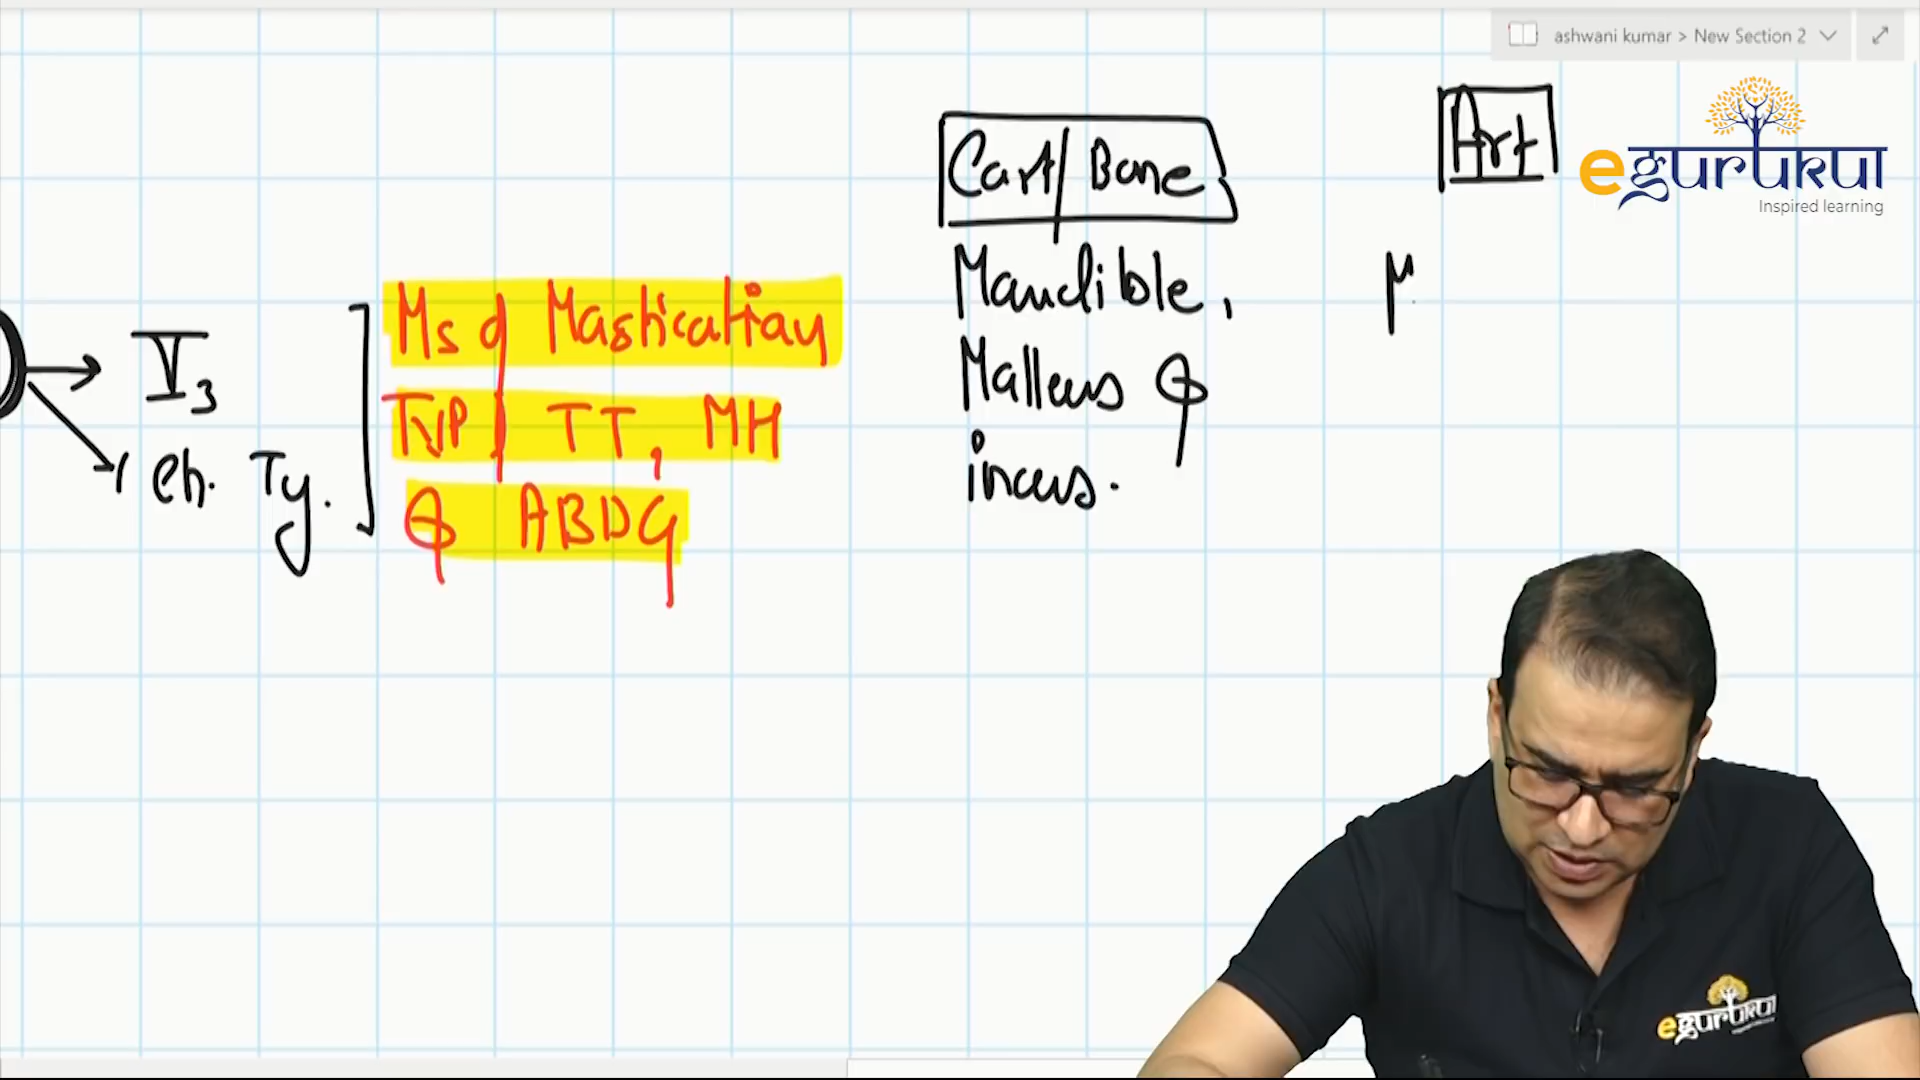 ashwani kumar > New Section 2
Art
egurukul
Inspired learning
Cart/Bone
Mandible,
Malleus &
incus.
M
V3
Ch. Ty.
Ms of Mastication
TVP | TT, MH
& ABDG
egurukul